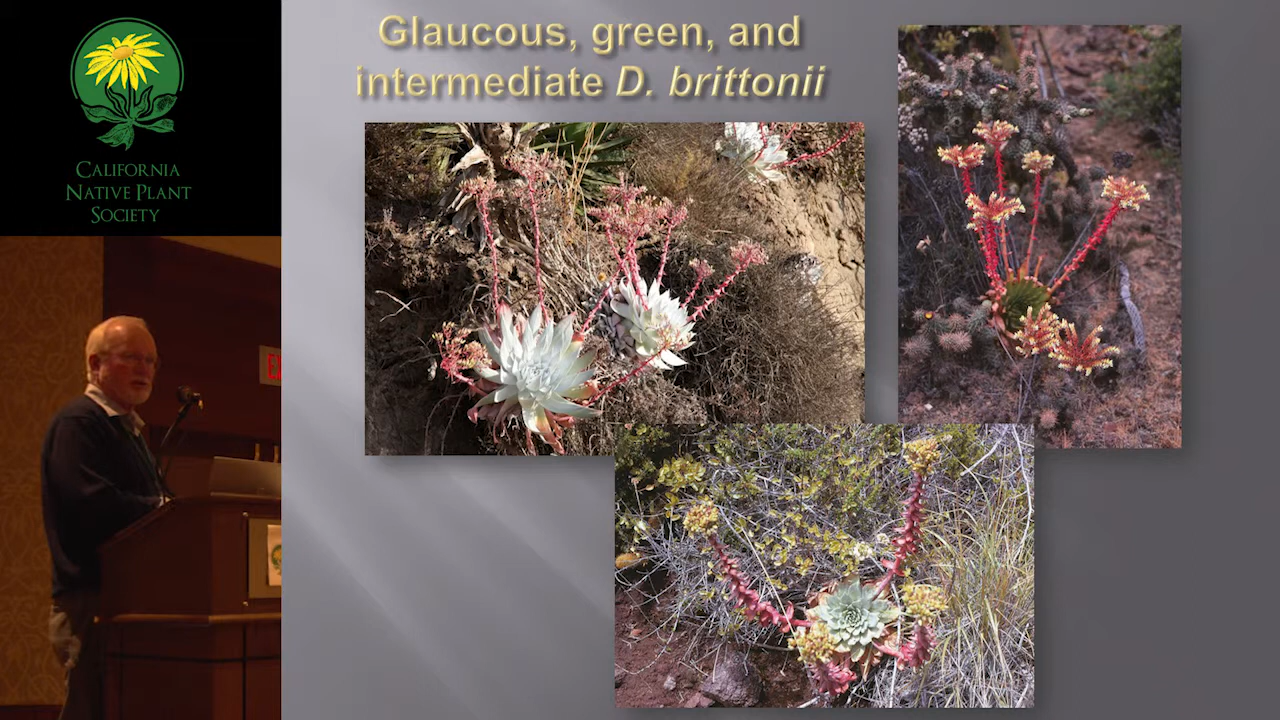 California
Native Plant
Society
Glaucous, green, and
intermediate D. brittonii